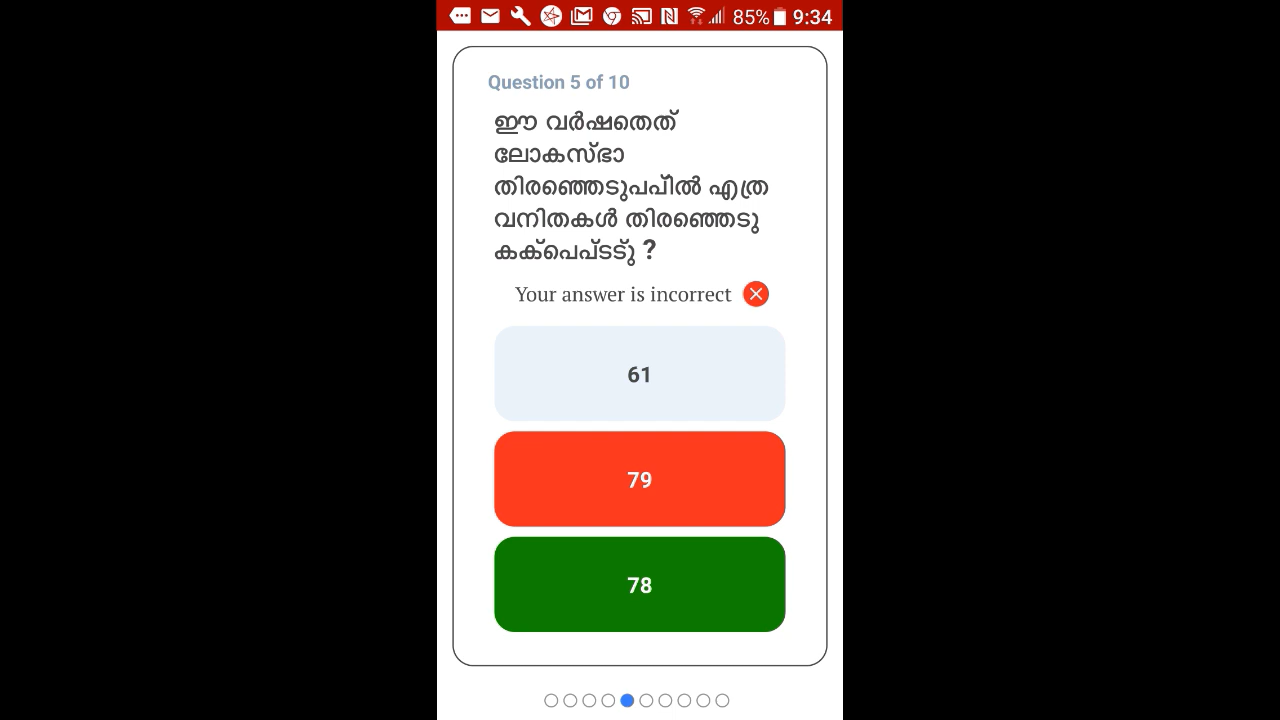 85% 9:34
Question 5 of 10
ഈ വർഷതെത്
ലോകസ്ഭാ
തിരഞ്ഞെടുപപ്ിൽ എത്ര
വനിതകൾ തിരഞ്ഞെടു
കക്പെപ്ടടു് ?
Your answer is incorrect
61
79
78